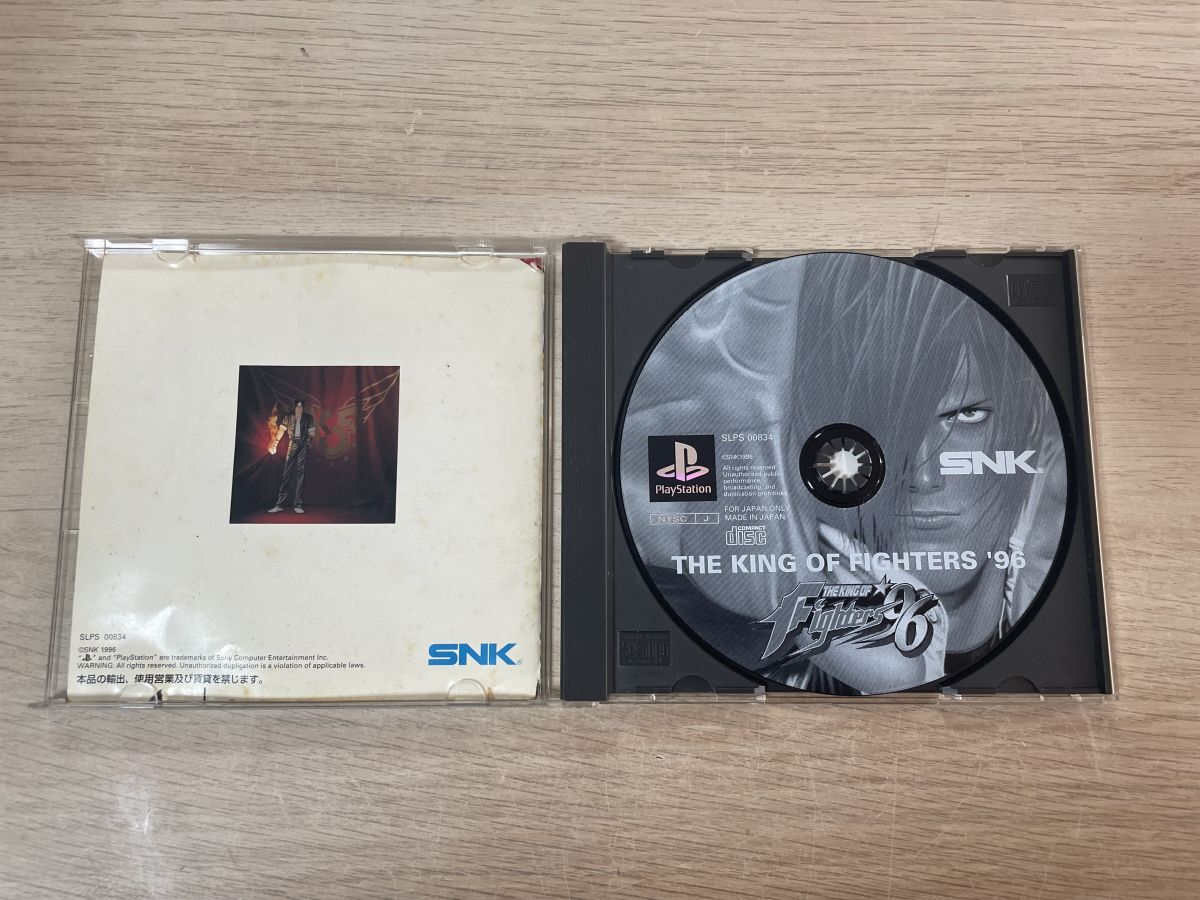 SLPS 00834
©SNK 1996
"PS" and "PlayStation" are trademarks of Sony Computer Entertainment Inc.
WARNING: All rights reserved. Unauthorized duplication is a violation of applicable laws.
本品の輸出、使用営業及び賃貸を禁じます。
SNK®
PlayStation
SLPS 00834
©SNK1996
All rights reserved.
Unauthorized public
performance,
broadcasting, and
duplication prohibited.
FOR JAPAN ONLY
MADE IN JAPAN
NTSC J
COMPACT
disc
SNK®
THE KING OF FIGHTERS '96
THE KING OF
Fighters '96